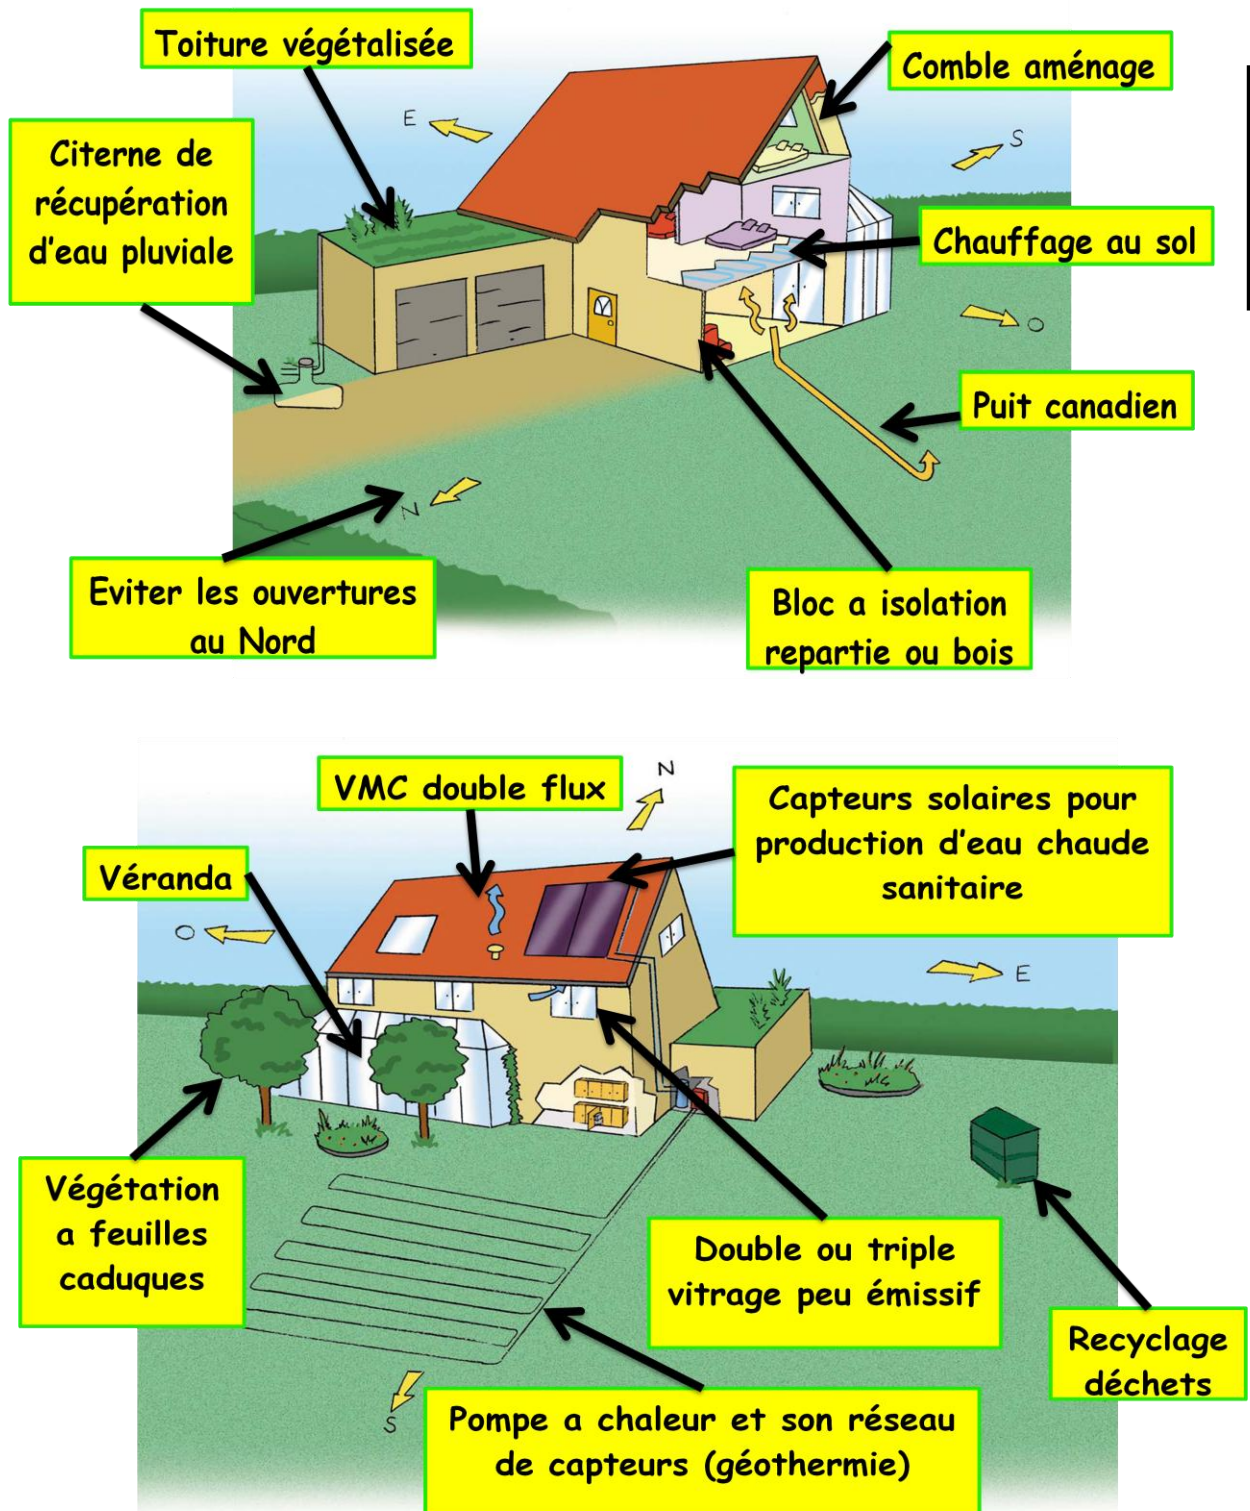 Toiture végétalisée
Comble aménage
E
S
Citerne de
récupération
d'eau pluviale
Chauffage au sol
O
Puit canadien
N
Eviter les ouvertures
au Nord
Bloc a isolation
repartie ou bois
VMC double flux
N
Capteurs solaires pour
production d'eau chaude
sanitaire
Véranda
O
E
Végétation
a feuilles
caduques
Double ou triple
vitrage peu émissif
Recyclage
déchets
S
Pompe a chaleur et son réseau
de capteurs (géothermie)